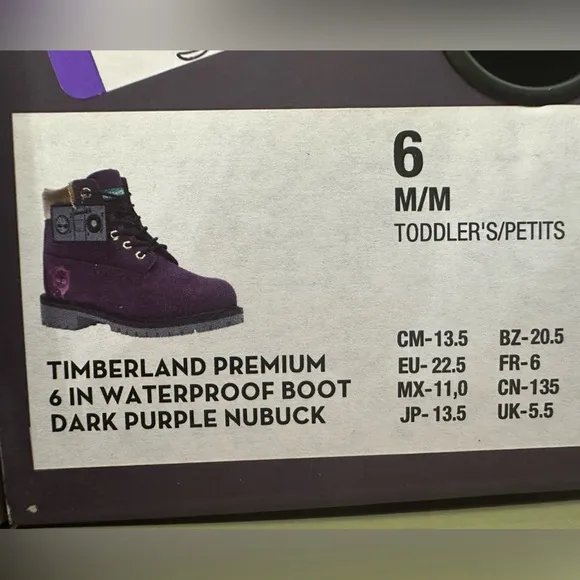 6
M/M
TODDLER'S/PETITS
TIMBERLAND PREMIUM
6 IN WATERPROOF BOOT
DARK PURPLE NUBUCK
CM-13.5 BZ-20.5
EU- 22.5 FR-6
MX-11,0 CN-135
JP- 13.5 UK-5.5